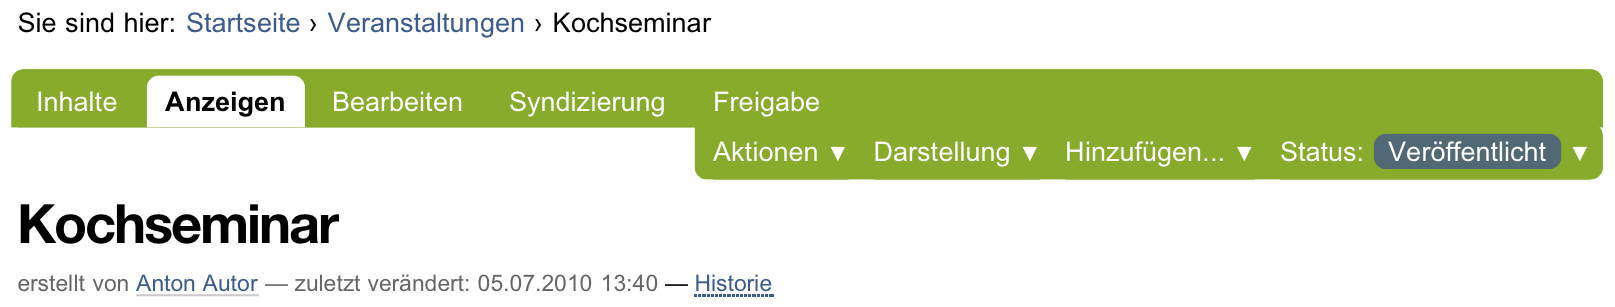 Sie sind hier: Startseite › Veranstaltungen › Kochseminar
Inhalte Anzeigen Bearbeiten Syndizierung Freigabe
Aktionen ▼ Darstellung ▼ Hinzufügen... ▼ Status: Veröffentlicht ▼
Kochseminar
erstellt von Anton Autor — zuletzt verändert: 05.07.2010 13:40 — Historie